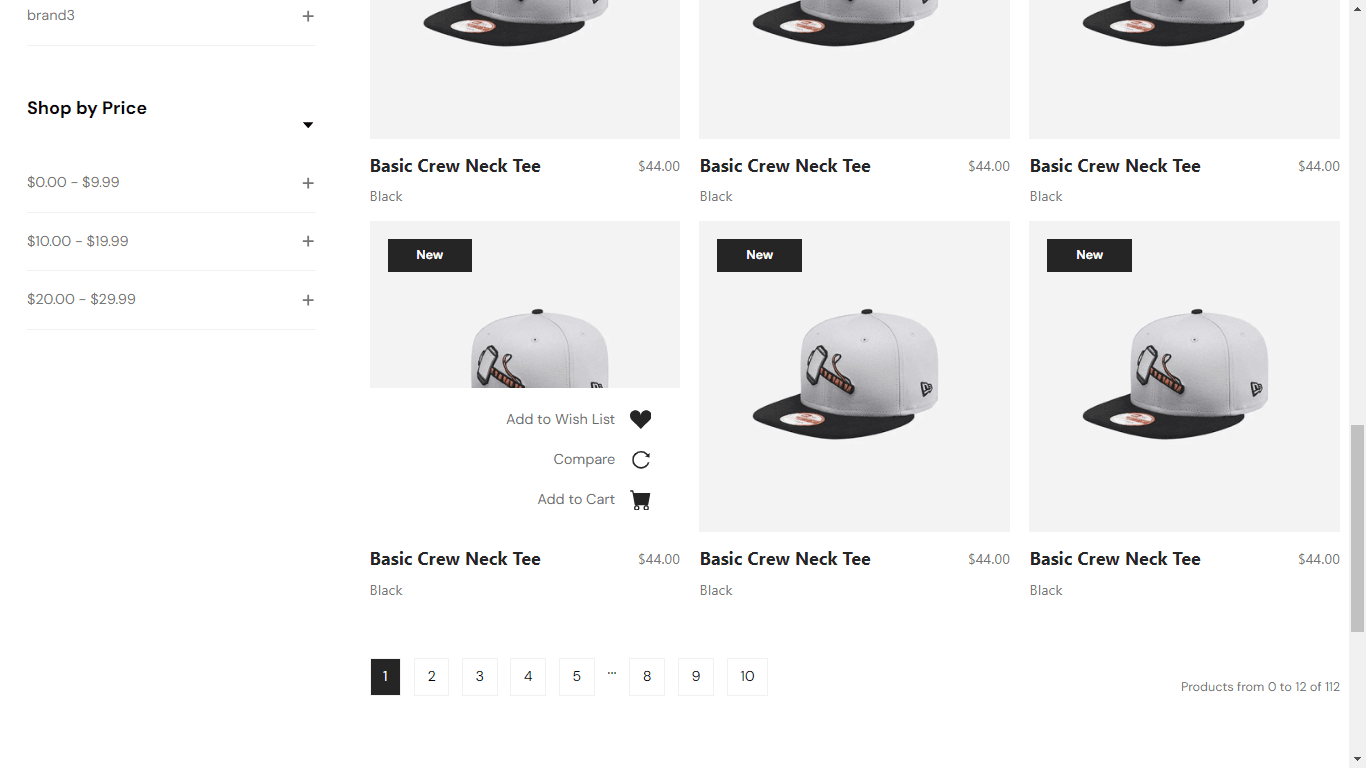 brand3
Shop by Price
$0.00 - $9.99
$10.00 - $19.99
$20.00 - $29.99
Basic Crew Neck Tee $44.00
Black
Basic Crew Neck Tee $44.00
Black
Basic Crew Neck Tee $44.00
Black
New
Add to Wish List
Compare
Add to Cart
Basic Crew Neck Tee $44.00
Black
New
Basic Crew Neck Tee $44.00
Black
New
Basic Crew Neck Tee $44.00
Black
1 2 3 4 5 ... 8 9 10
Products from 0 to 12 of 112